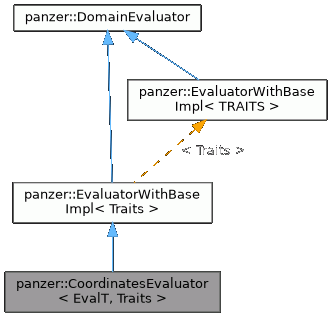 panzer::DomainEvaluator
panzer::EvaluatorWithBase
Impl< TRAITS >
< Traits >
panzer::EvaluatorWithBase
Impl< Traits >
panzer::CoordinatesEvaluator
< EvalT, Traits >